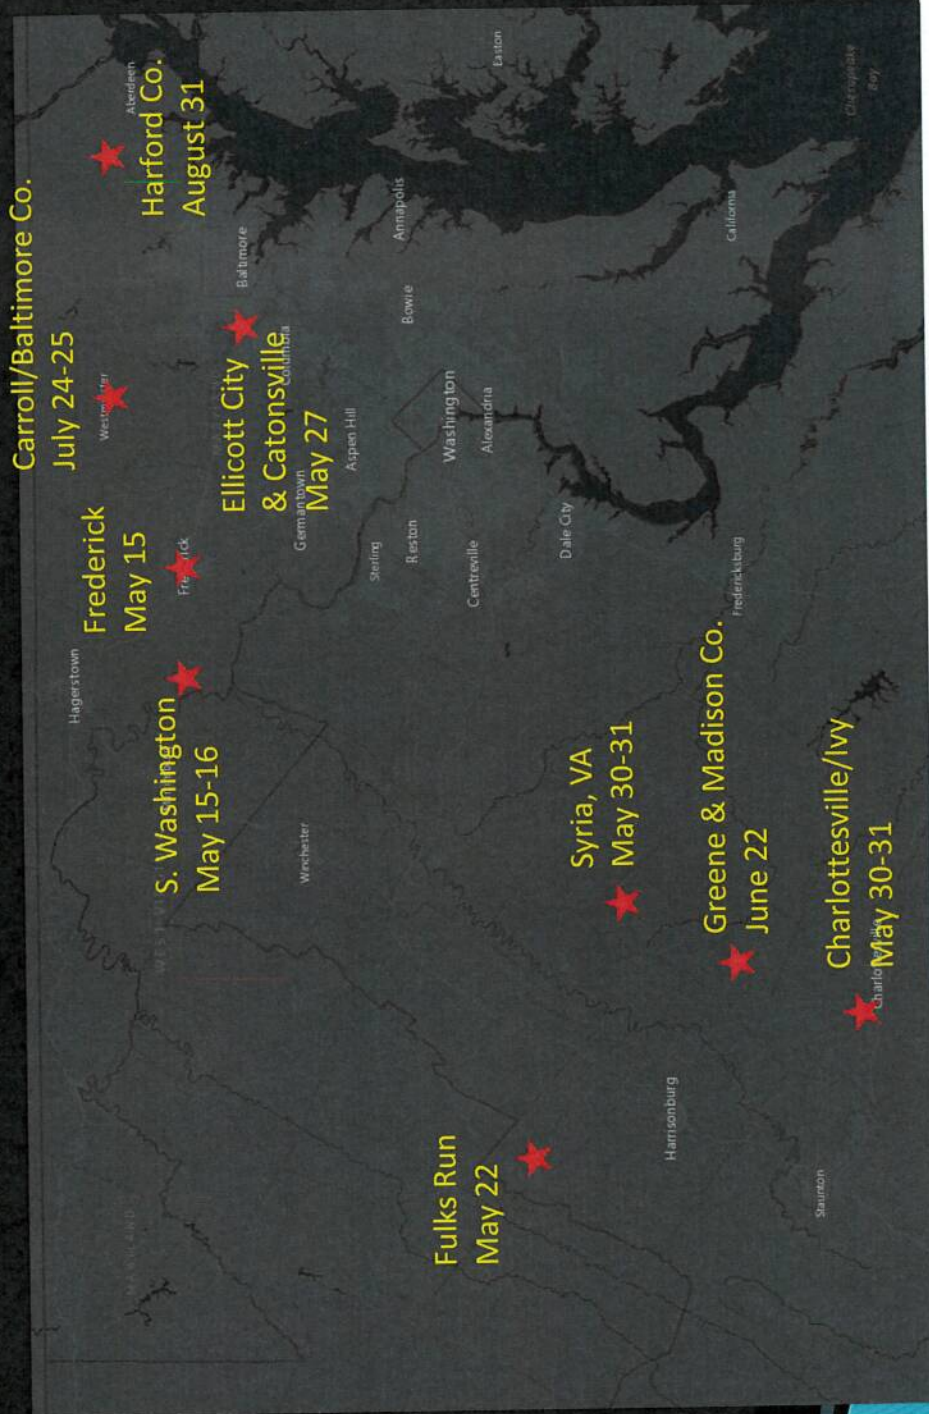 Carroll/Baltimore Co.
July 24-25
Harford Co.
August 31
Frederick
May 15
Ellicott City
& Catonsville
May 27
S. Washington
May 15-16
Fulks Run
May 22
Syria, VA
May 30-31
Greene & Madison Co.
June 22
Charlottesville/Ivy
May 30-31
Hagerstown
Aberdeen
Baltimore
Easton
Annapolis
Bowie
Columbia
Germantown
Aspen Hill
Washington
Alexandria
Sterling
Reston
Centreville
Dale City
California
Fredericksburg
Winchester
Harrisonburg
Staunton
MARYLAND
Chesapeake
Bay